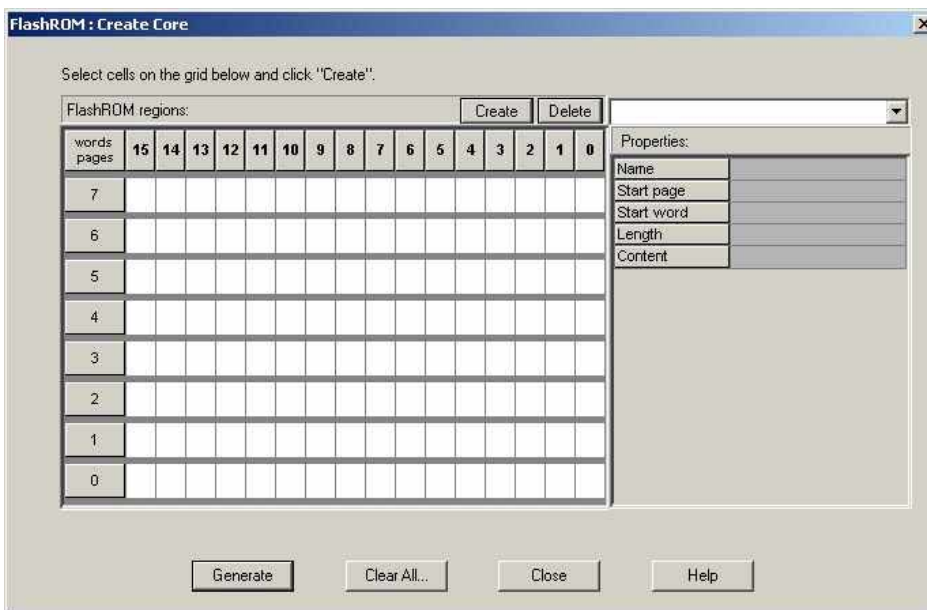 FlashROM : Create Core
Select cells on the grid below and click "Create".
FlashROM regions:
Create
Delete
words
pages
15 14 13 12 11 10 9 8 7 6 5 4 3 2 1 0
7
6
5
4
3
2
1
0
Properties:
Name
Start page
Start word
Length
Content
Generate
Clear All...
Close
Help